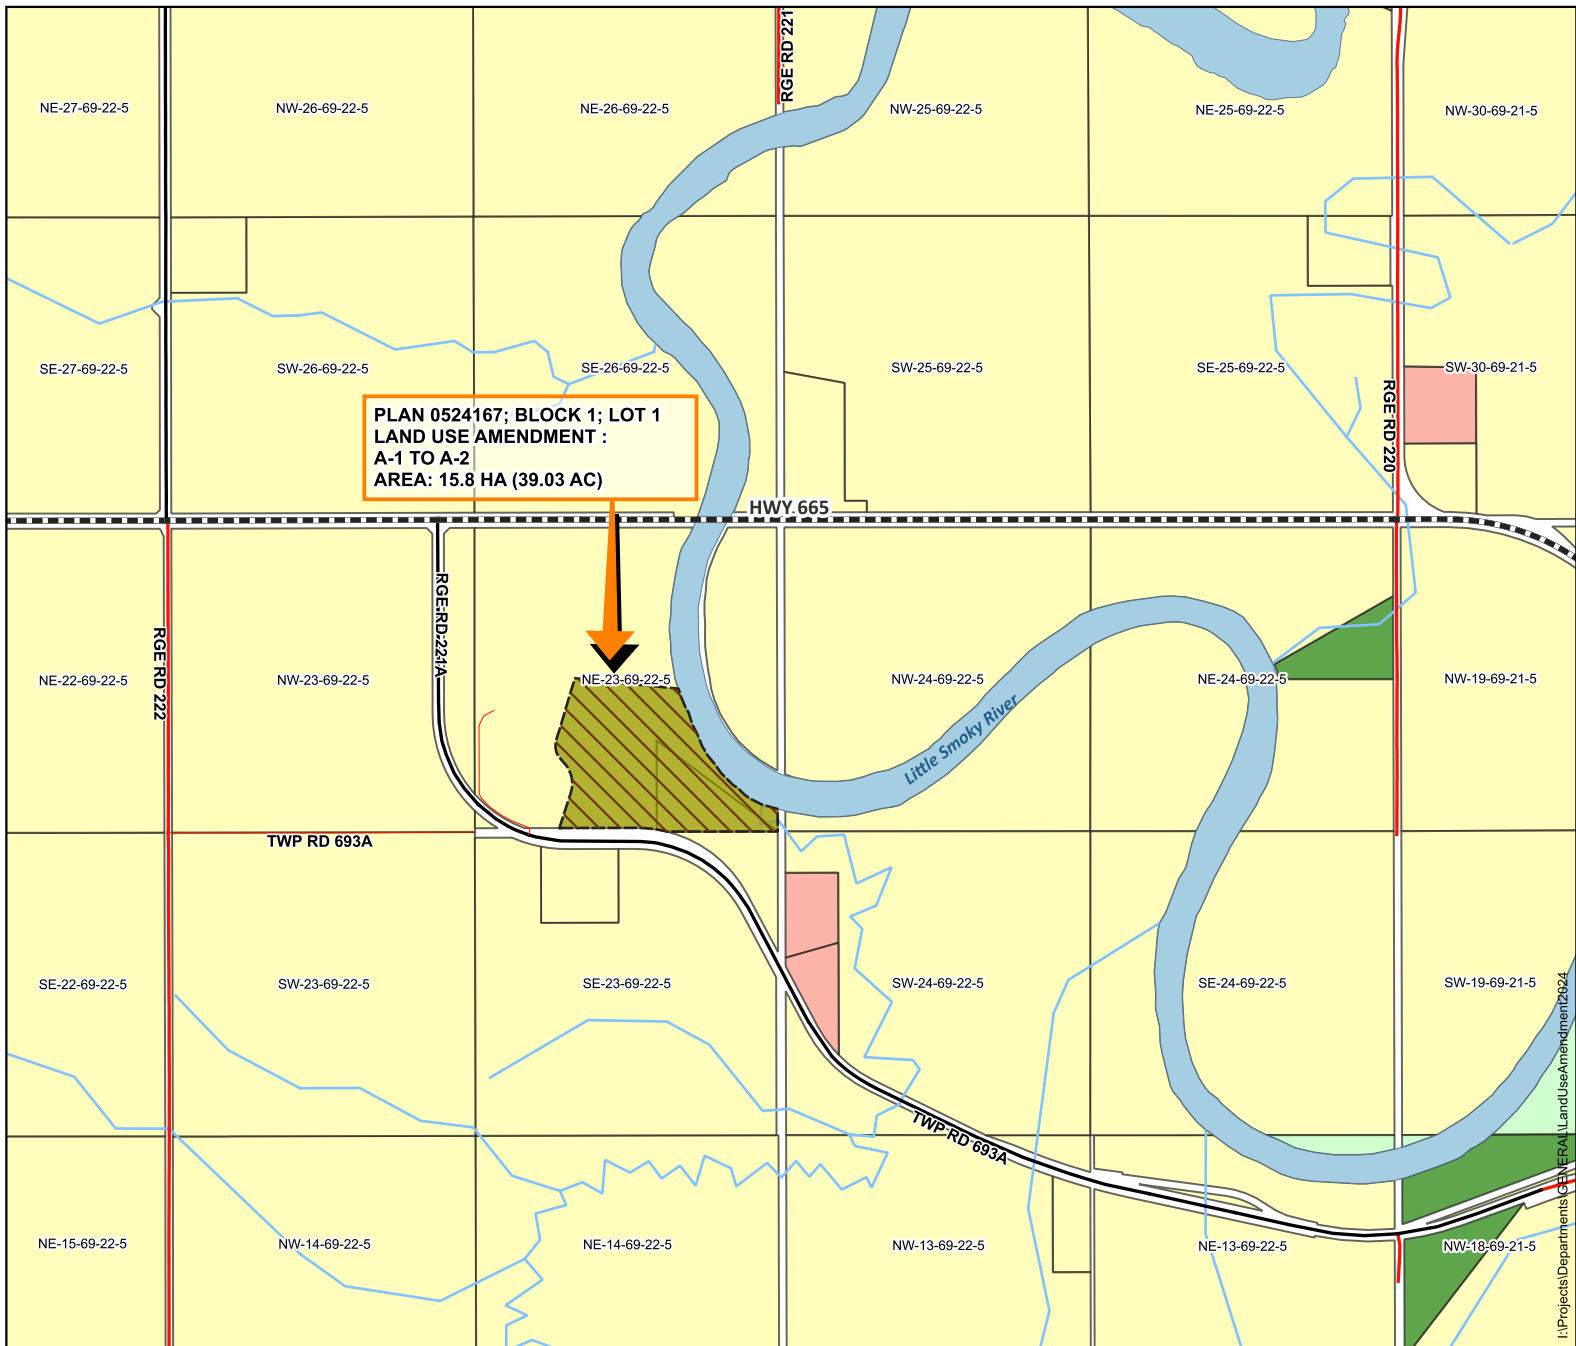 RGE RD 221
NE-27-69-22-5
NW-26-69-22-5
NE-26-69-22-5
NW-25-69-22-5
NE-25-69-22-5
NW-30-69-21-5
SE-27-69-22-5
SW-26-69-22-5
SE-26-69-22-5
SW-25-69-22-5
SE-25-69-22-5
SW-30-69-21-5
RGE RD 220
PLAN 0524167; BLOCK 1; LOT 1
LAND USE AMENDMENT :
A-1 TO A-2
AREA: 15.8 HA (39.03 AC)
HWY 665
RGE RD 221A
RGE RD 222
NE-22-69-22-5
NW-23-69-22-5
NE-23-69-22-5
NW-24-69-22-5
NE-24-69-22-5
NW-19-69-21-5
Little Smoky River
TWP RD 693A
SE-22-69-22-5
SW-23-69-22-5
SE-23-69-22-5
SW-24-69-22-5
SE-24-69-22-5
SW-19-69-21-5
TWP RD 693A
NE-15-69-22-5
NW-14-69-22-5
NE-14-69-22-5
NW-13-69-22-5
NE-13-69-22-5
NW-18-69-21-5
I:\Projects\Departments\GENERAL\LandUseAmendment2024